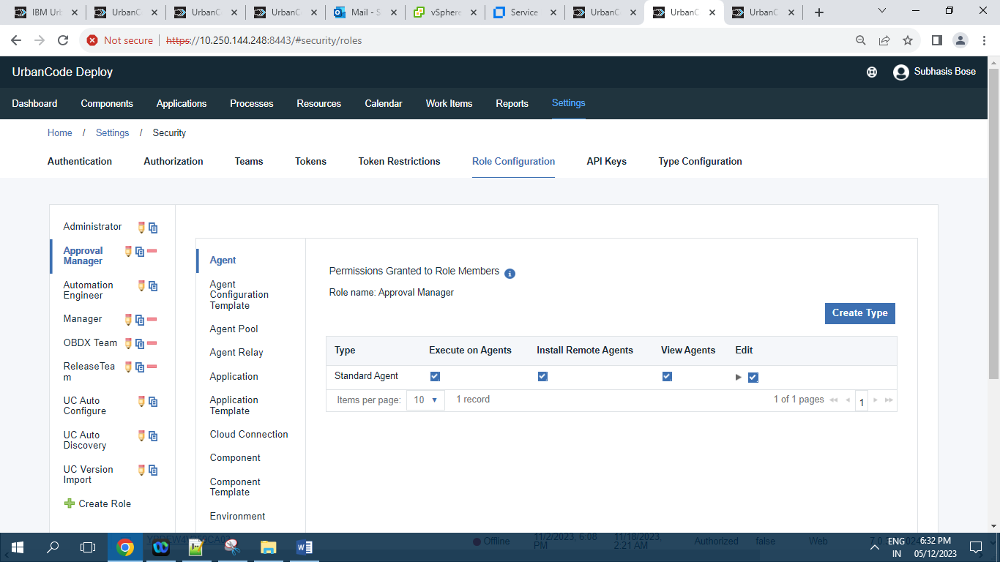 IBM Urb
UrbanC
UrbanC
UrbanC
Mail - S
vSphere
Service
UrbanC
UrbanC
UrbanC
Not secure
https://10.250.144.248:8443/#security/roles
UrbanCode Deploy
Subhasis Bose
Dashboard
Components
Applications
Processes
Resources
Calendar
Work Items
Reports
Settings
Home / Settings / Security
Authentication
Authorization
Teams
Tokens
Token Restrictions
Role Configuration
API Keys
Type Configuration
Administrator
Approval
Manager
Automation
Engineer
Manager
OBDX Team
ReleaseTea
m
UC Auto
Configure
UC Auto
Discovery
UC Version
Import
Create Role
Agent
Agent
Configuration
Template
Agent Pool
Agent Relay
Application
Application
Template
Cloud Connection
Component
Component
Template
Environment
Permissions Granted to Role Members
Role name: Approval Manager
Create Type
Type
Execute on Agents
Install Remote Agents
View Agents
Edit
Standard Agent
Items per page: 10
1 record
1 of 1 pages
1
Offline
11/2/2023, 6:08
PM
11/18/2023,
2:21 AM
Authorized
false
Web
ENG
IN
6:32 PM
05/12/2023